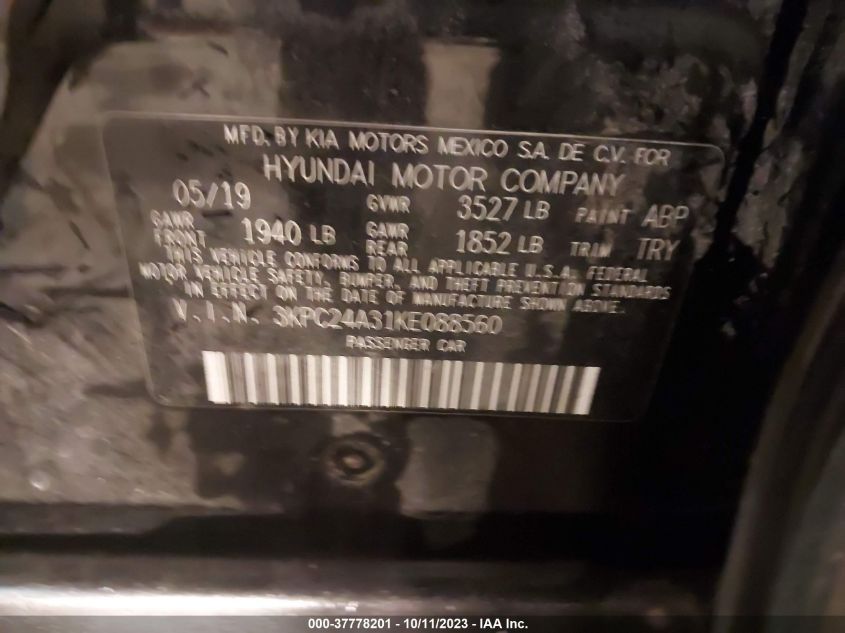 MFD. BY KIA MOTORS MEXICO S.A. DE C.V. FOR
HYUNDAI MOTOR COMPANY
05/19 GVWR 3527 LB PAINT ABP
GAWR FRONT 1940 LB GAWR REAR 1852 LB TRIM TRY
THIS VEHICLE CONFORMS TO ALL APPLICABLE U.S.A. FEDERAL
MOTOR VEHICLE SAFETY, BUMPER, AND THEFT PREVENTION STANDARDS
IN EFFECT ON THE DATE OF MANUFACTURE SHOWN ABOVE.
V.I.N. 3KPC24A31KE088560
PASSENGER CAR
000-37778201 - 10/11/2023 - IAA Inc.